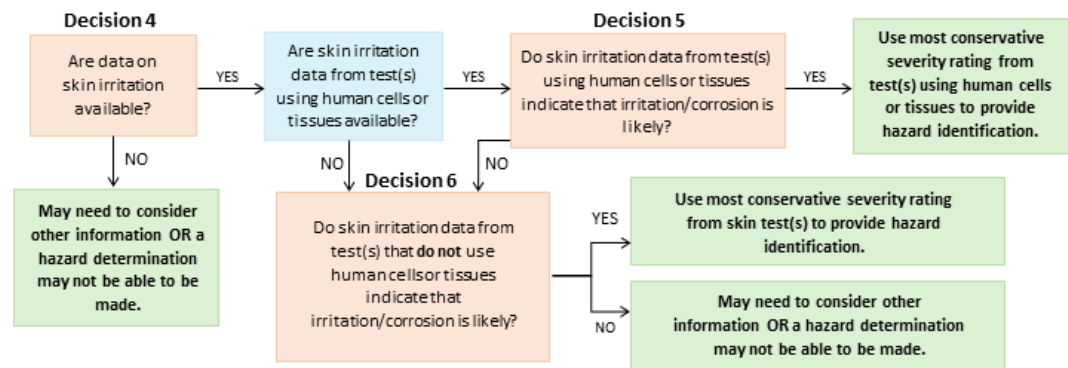 Decision 4
Are data on
skin irritation
available?
YES
Are skin irritation
data from test(s)
using human cells or
tissues available?
YES
Decision 5
Do skin irritation data from test(s)
using human cells or tissues
indicate that irritation/corrosion is
likely?
YES
Use most conservative
severity rating from
test(s) using human cells
or tissues to provide
hazard identification.
NO
NO
NO
May need to consider
other information OR a
hazard determination
may not be able to be
made.
Decision 6
Do skin irritation data from
test(s) that do not use
human cellsor tissues
indicate that
irritation/corrosion is likely?
YES
Use most conservative severity rating
from skin test(s) to provide hazard
identification.
NO
May need to consider other
information OR a hazard determination
may not be able to be made.